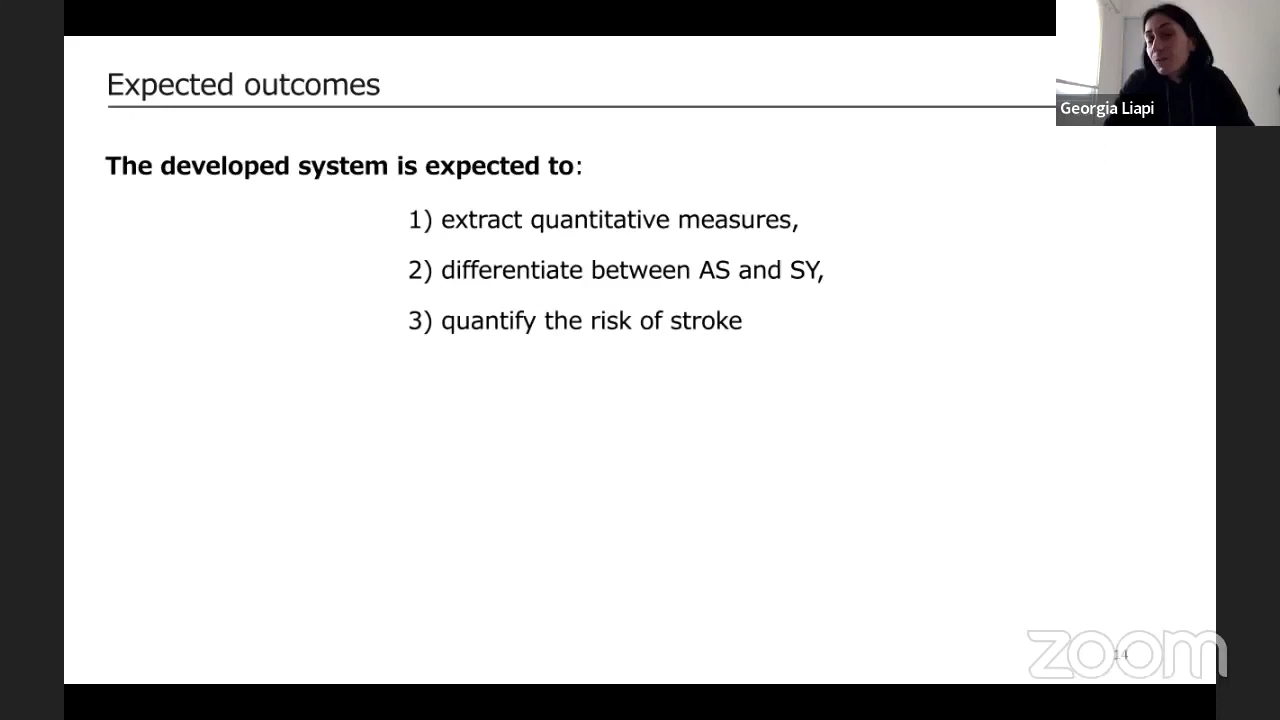 Expected outcomes
Georgia Liapi
The developed system is expected to:
1) extract quantitative measures,
2) differentiate between AS and SY,
3) quantify the risk of stroke
zoom
14